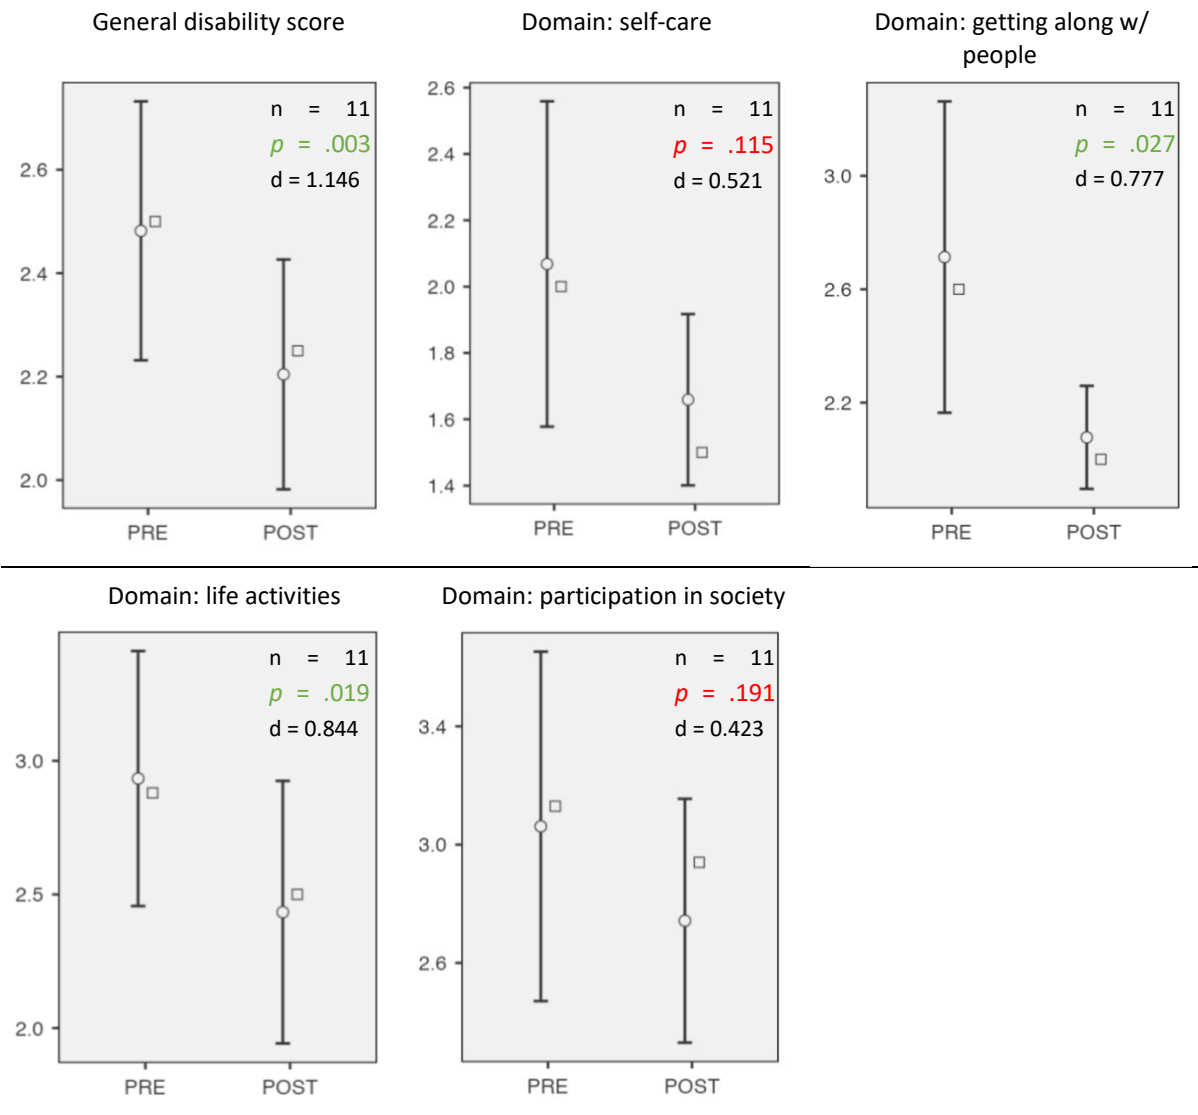 General disability score
n = 11
p = .003
d = 1.146
2.6
2.4
2.2
2.0
PRE POST
Domain: self-care
n = 11
p = .115
d = 0.521
2.6
2.4
2.2
2.0
1.8
1.6
1.4
PRE POST
Domain: getting along w/
people
n = 11
p = .027
d = 0.777
3.0
2.6
2.2
PRE POST
Domain: life activities
n = 11
p = .019
d = 0.844
3.0
2.5
2.0
PRE POST
Domain: participation in society
n = 11
p = .191
d = 0.423
3.4
3.0
2.6
PRE POST